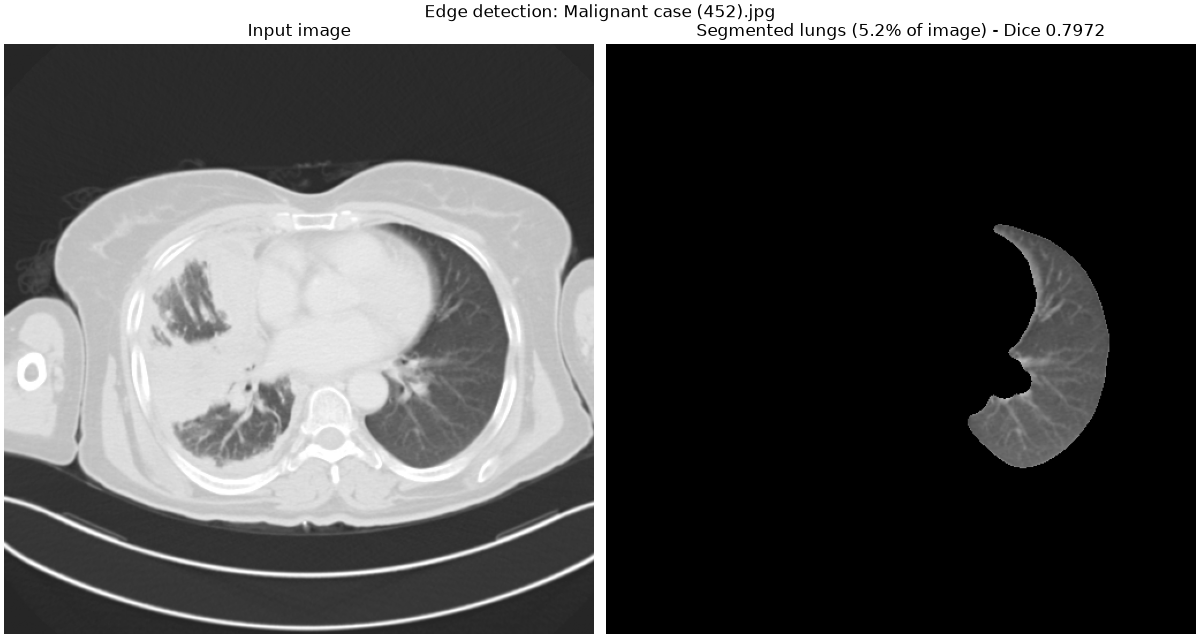 Edge detection: Malignant case (452).jpg
Input image
Segmented lungs (5.2% of image) - Dice 0.7972